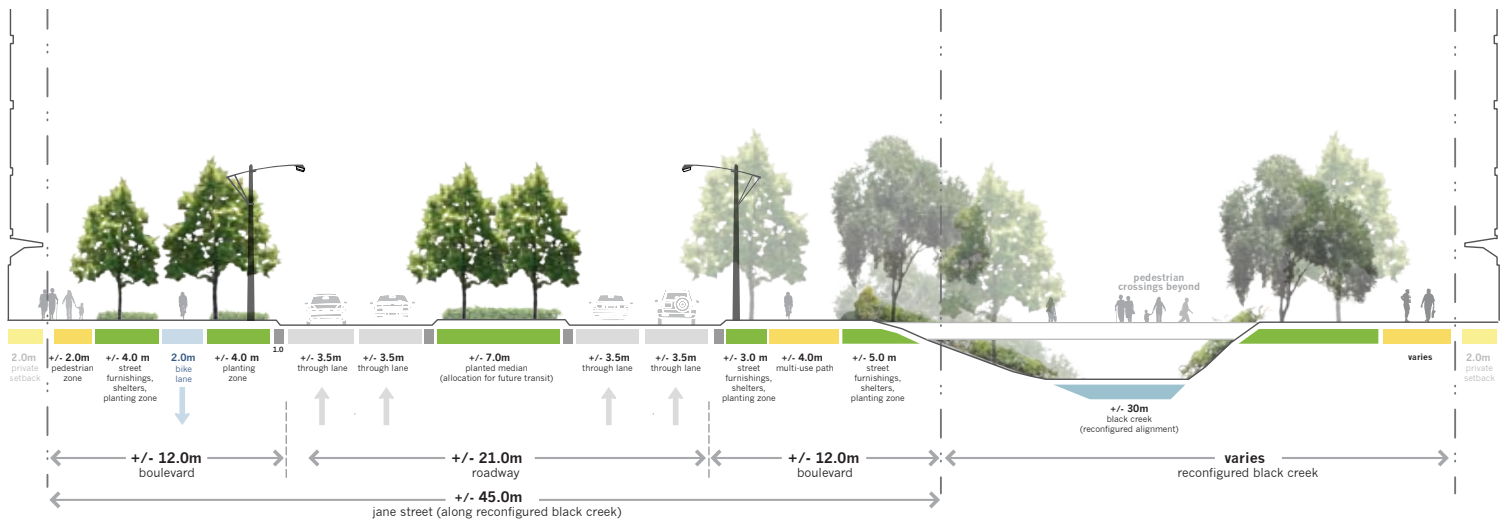 pedestrian
crossings beyond
2.0m
private
setback
+/- 2.0m
pedestrian
zone
+/- 4.0 m
street
furnishings,
shelters,
planting zone
2.0m
bike
lane
+/- 4.0 m
planting
zone
1.0
+/- 3.5m
through lane
+/- 3.5m
through lane
+/- 7.0m
planted median
(allocation for future transit)
+/- 3.5m
through lane
+/- 3.5m
through lane
+/- 3.0 m
street
furnishings,
shelters,
planting zone
+/- 4.0m
multi-use path
+/- 5.0 m
street
furnishings,
shelters,
planting zone
+/- 30m
black creek
(reconfigured alignment)
varies
2.0m
private
setback
+/- 12.0m
boulevard
+/- 21.0m
roadway
+/- 12.0m
boulevard
varies
reconfigured black creek
+/- 45.0m
jane street (along reconfigured black creek)